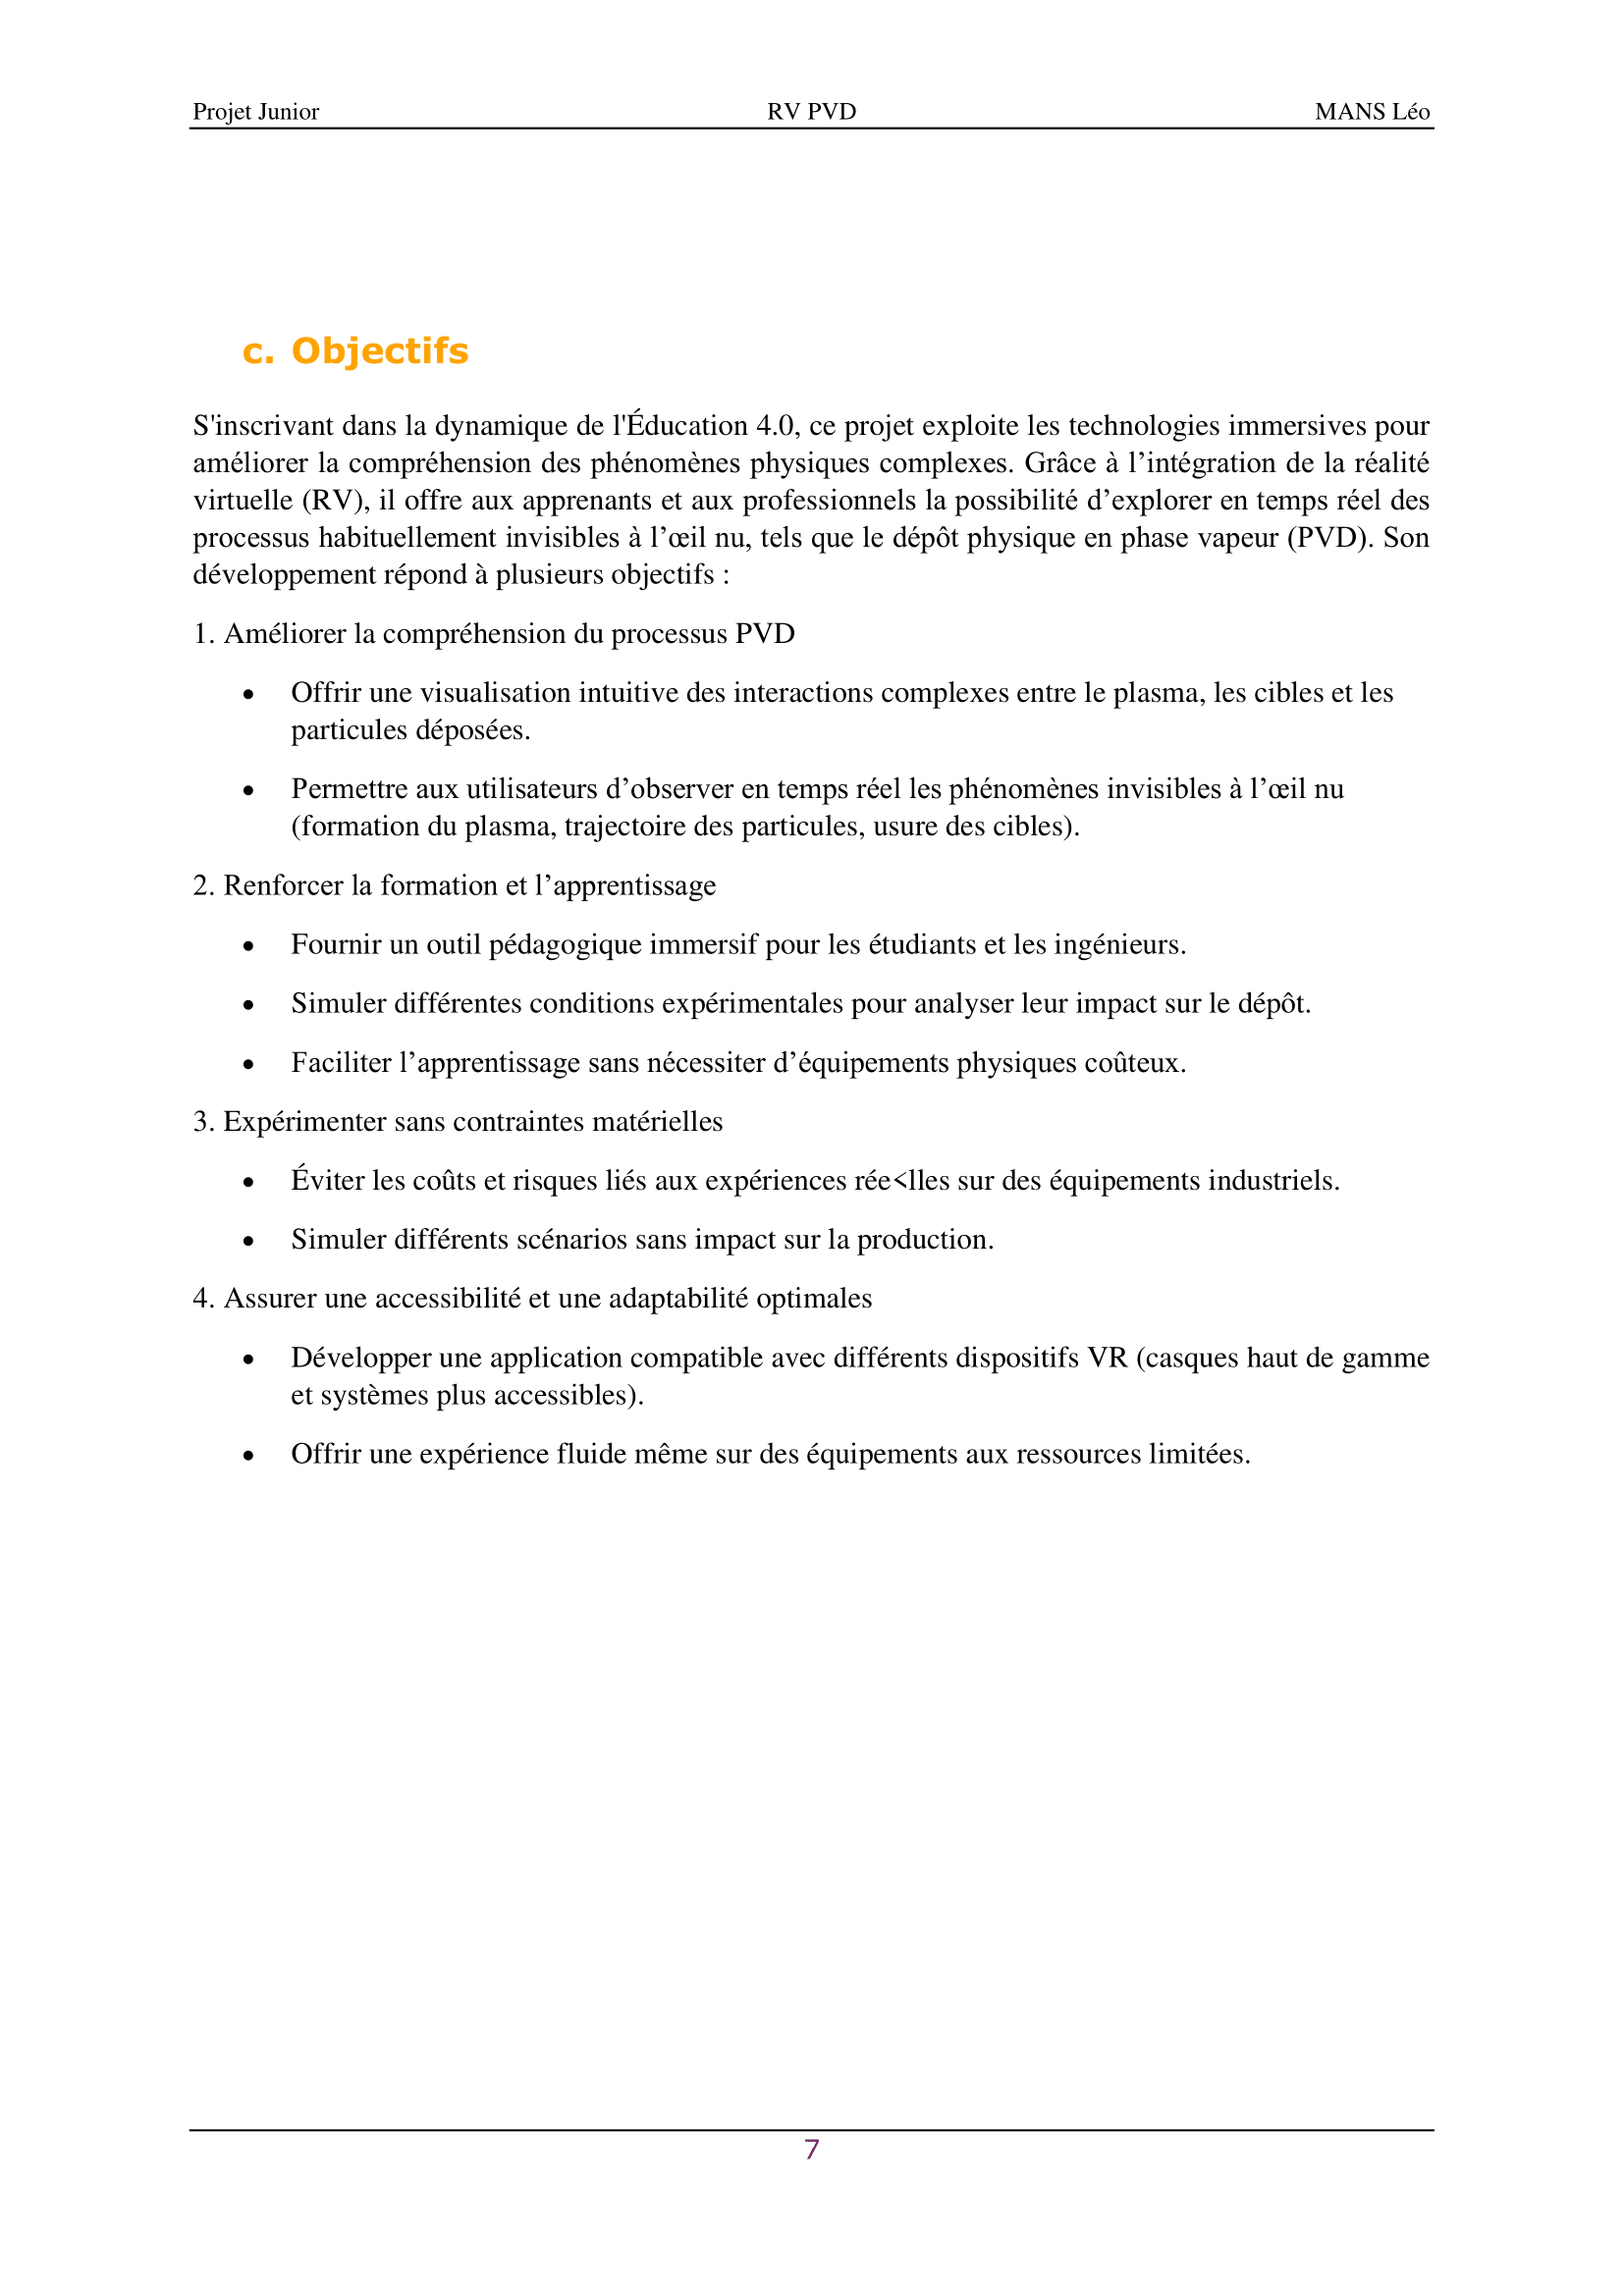 Projet Junior RV PVD MANS Léo
c. Objectifs
S'inscrivant dans la dynamique de l'Éducation 4.0, ce projet exploite les technologies immersives pour
améliorer la compréhension des phénomènes physiques complexes. Grâce à l’intégration de la réalité
virtuelle (RV), il offre aux apprenants et aux professionnels la possibilité d’explorer en temps réel des
processus habituellement invisibles à l’œil nu, tels que le dépôt physique en phase vapeur (PVD). Son
développement répond à plusieurs objectifs :
1. Améliorer la compréhension du processus PVD
• Offrir une visualisation intuitive des interactions complexes entre le plasma, les cibles et les
particules déposées.
• Permettre aux utilisateurs d’observer en temps réel les phénomènes invisibles à l’œil nu
(formation du plasma, trajectoire des particules, usure des cibles).
2. Renforcer la formation et l’apprentissage
• Fournir un outil pédagogique immersif pour les étudiants et les ingénieurs.
• Simuler différentes conditions expérimentales pour analyser leur impact sur le dépôt.
• Faciliter l’apprentissage sans nécessiter d’équipements physiques coûteux.
3. Expérimenter sans contraintes matérielles
• Éviter les coûts et risques liés aux expériences rée<lles sur des équipements industriels.
• Simuler différents scénarios sans impact sur la production.
4. Assurer une accessibilité et une adaptabilité optimales
• Développer une application compatible avec différents dispositifs VR (casques haut de gamme
et systèmes plus accessibles).
• Offrir une expérience fluide même sur des équipements aux ressources limitées.
7